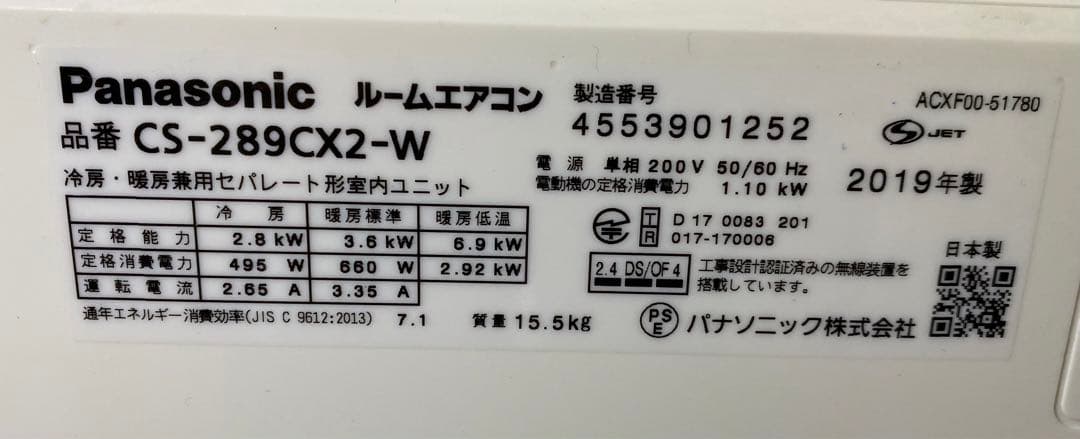 Panasonic ルームエアコン
品番 CS-289CX2-W
冷房・暖房兼用セパレート形室内ユニット
製造番号
4553901252
ACXF00-51780
S JET
電源 単相 200V 50/60 Hz
電動機の定格消費電力 1.10 kW
2019年製
冷房 暖房標準 暖房低温
定格能力 2.8 kW 3.6 kW 6.9 kW
定格消費電力 495 W 660 W 2.92 kW
運転電流 2.65 A 3.35 A
通年エネルギー消費効率(JIS C 9612:2013) 7.1 質量 15.5kg
T D 17 0083 201
R 017-170006
2.4 DS/OF 4
工事設計認証済みの無線装置を
搭載しています。
日本製
PSE パナソニック株式会社